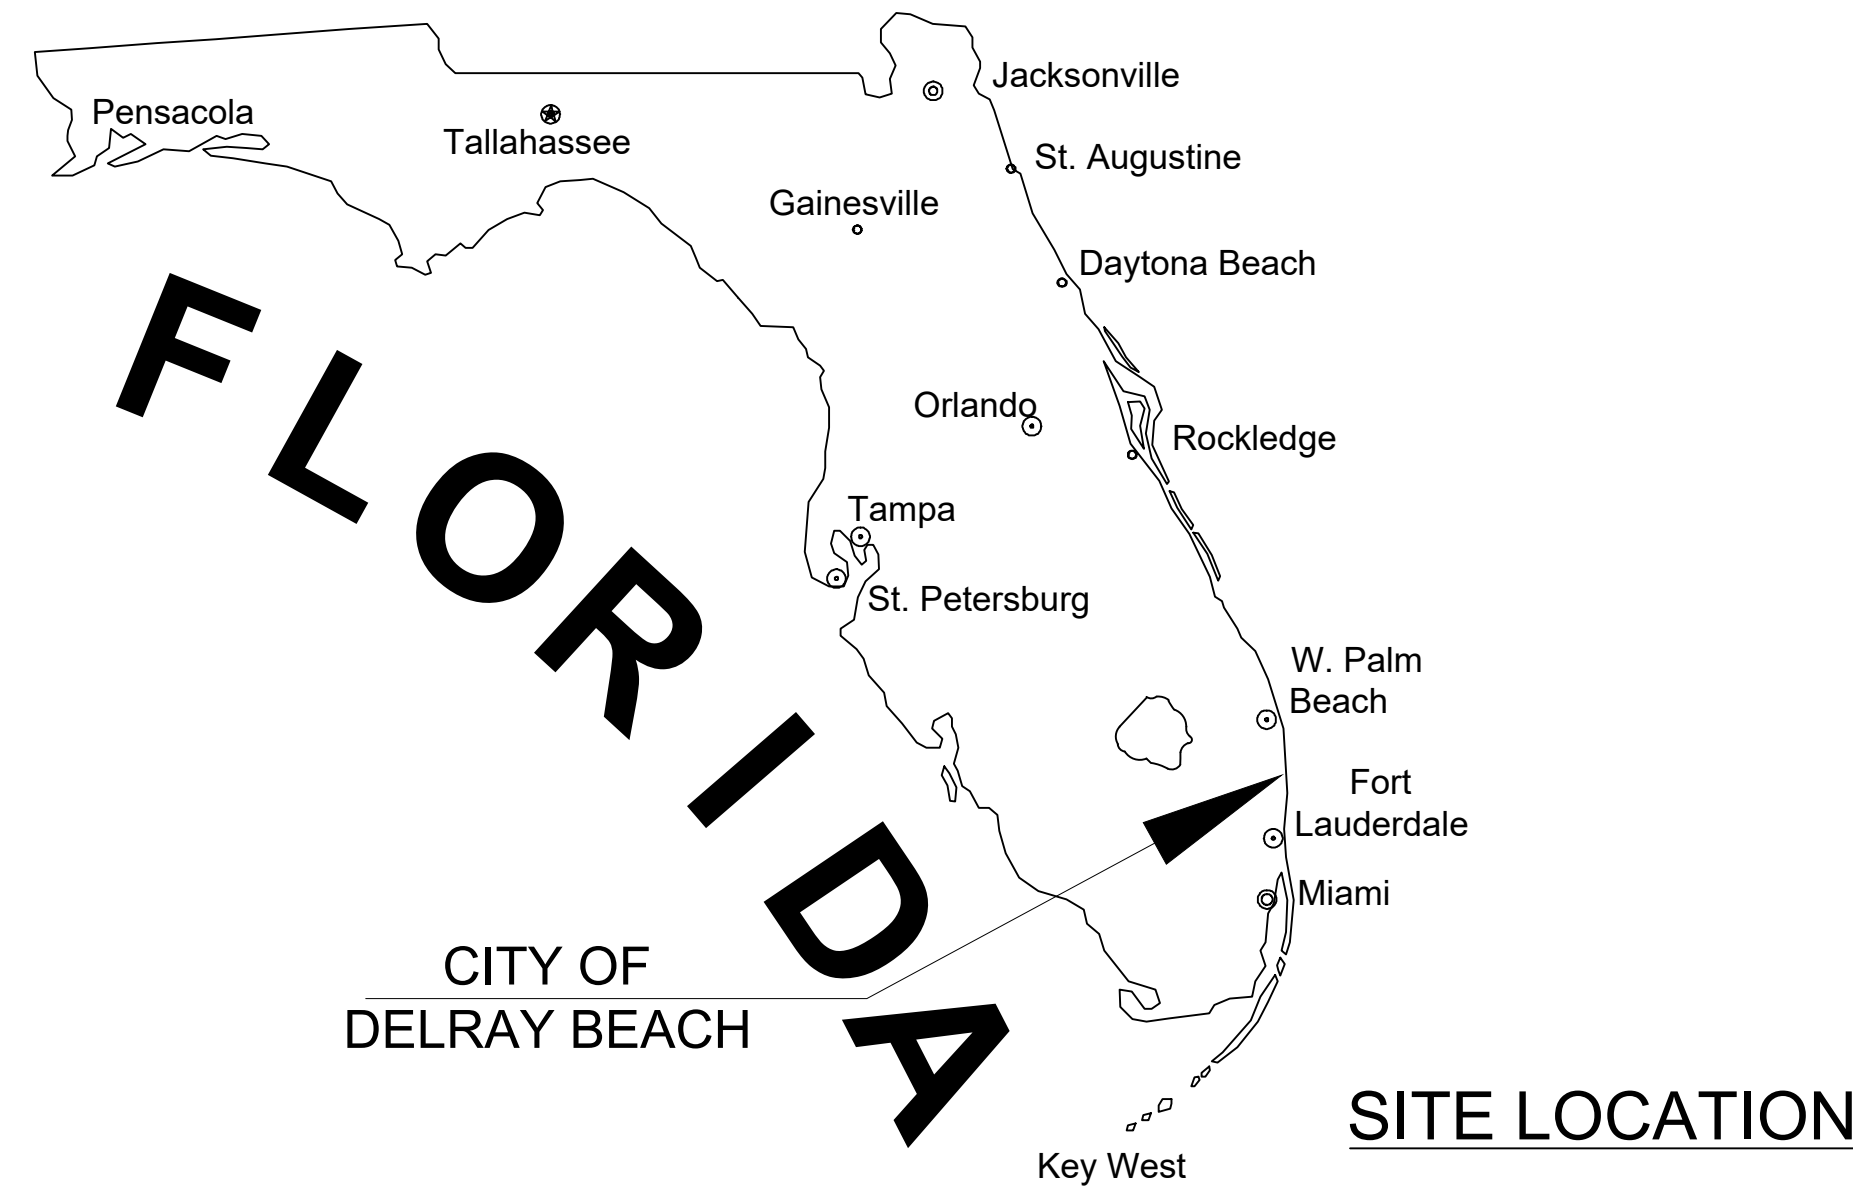 Jacksonville
Pensacola
Tallahassee
St. Augustine
Gainesville
Daytona Beach
Orlando
Rockledge
Tampa
St. Petersburg
W. Palm
Beach
Fort
Lauderdale
Miami
FLORIDA
CITY OF
DELRAY BEACH
Key West
SITE LOCATION